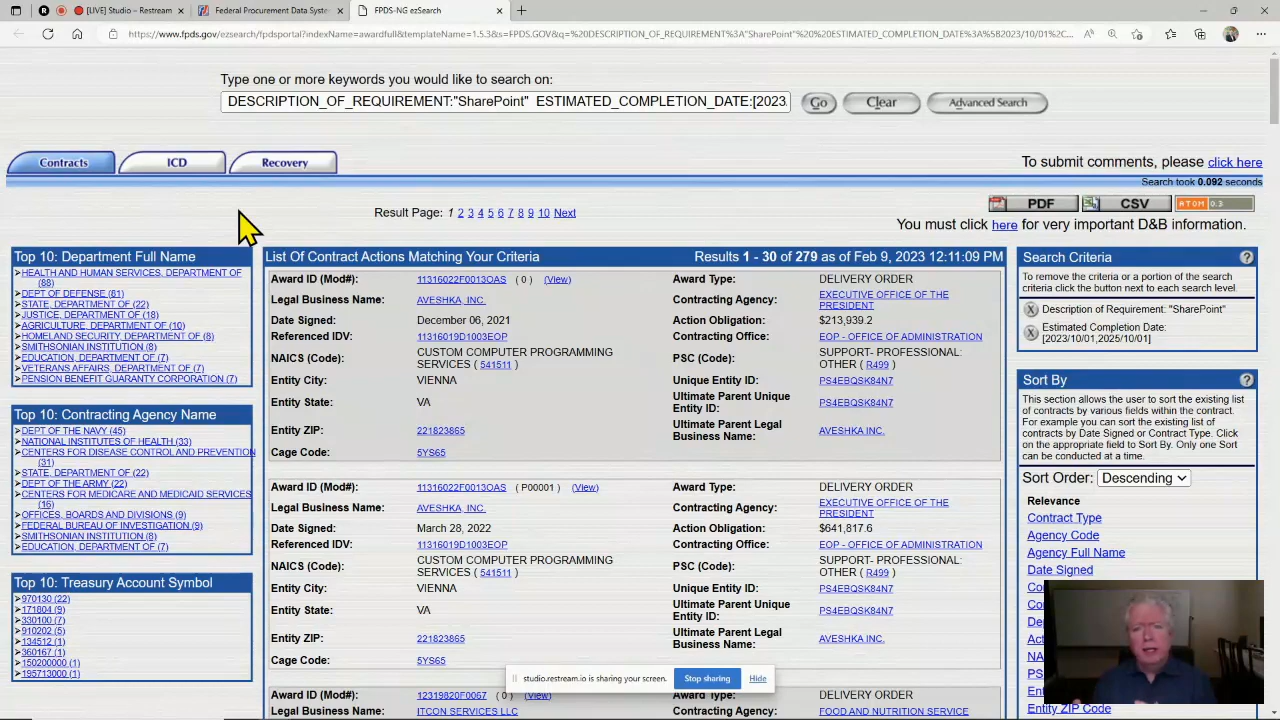 [LIVE] Studio – Restream
Federal Procurement Data Syste
FPDS-NG ezSearch
https://www.fpds.gov/ezsearch/fpdsportal?indexName=awardfull&templateName=1.5.3&s=FPDS.GOV&q=%20DESCRIPTION_OF_REQUIREMENT%3A"SharePoint"%20%20ESTIMATED_COMPLETION_DATE%3A%5B2023/10/01%2C...
Type one or more keywords you would like to search on:
DESCRIPTION_OF_REQUIREMENT:"SharePoint" ESTIMATED_COMPLETION_DATE:[2023
Go
Clear
Advanced Search
Contracts
ICD
Recovery
To submit comments, please click here
Search took 0.092 seconds
Result Page: 1 2 3 4 5 6 7 8 9 10 Next
PDF
CSV
ATOM 0.3
You must click here for very important D&B information.
Top 10: Department Full Name
HEALTH AND HUMAN SERVICES, DEPARTMENT OF
(88)
DEPT OF DEFENSE (81)
STATE, DEPARTMENT OF (22)
JUSTICE, DEPARTMENT OF (18)
AGRICULTURE, DEPARTMENT OF (10)
HOMELAND SECURITY, DEPARTMENT OF (8)
SMITHSONIAN INSTITUTION (8)
EDUCATION, DEPARTMENT OF (7)
VETERANS AFFAIRS, DEPARTMENT OF (7)
PENSION BENEFIT GUARANTY CORPORATION (7)
Top 10: Contracting Agency Name
DEPT OF THE NAVY (45)
NATIONAL INSTITUTES OF HEALTH (33)
CENTERS FOR DISEASE CONTROL AND PREVENTION
(31)
STATE, DEPARTMENT OF (22)
DEPT OF THE ARMY (22)
CENTERS FOR MEDICARE AND MEDICAID SERVICES
(16)
OFFICES, BOARDS AND DIVISIONS (9)
FEDERAL BUREAU OF INVESTIGATION (9)
SMITHSONIAN INSTITUTION (8)
EDUCATION, DEPARTMENT OF (7)
Top 10: Treasury Account Symbol
970130 (22)
171804 (9)
330100 (7)
910202 (5)
134512 (1)
360167 (1)
150200000 (1)
195713000 (1)
List Of Contract Actions Matching Your Criteria
Results 1 - 30 of 279 as of Feb 9, 2023 12:11:09 PM
Award ID (Mod#): 11316022F0013OAS ( 0 ) (View) Award Type: DELIVERY ORDER
Legal Business Name: AVESHKA, INC. Contracting Agency: EXECUTIVE OFFICE OF THE
PRESIDENT
Date Signed: December 06, 2021 Action Obligation: $213,939.2
Referenced IDV: 11316019D1003EOP Contracting Office: EOP - OFFICE OF ADMINISTRATION
NAICS (Code): CUSTOM COMPUTER PROGRAMMING PSC (Code): SUPPORT- PROFESSIONAL:
SERVICES ( 541511 ) OTHER ( R499 )
Entity City: VIENNA Unique Entity ID: PS4EBQSK84N7
Entity State: VA Ultimate Parent Unique PS4EBQSK84N7
Entity ID:
Entity ZIP: 221823865 Ultimate Parent Legal AVESHKA INC.
Business Name:
Cage Code: 5YS65
Award ID (Mod#): 11316022F0013OAS ( P00001 ) (View) Award Type: DELIVERY ORDER
Legal Business Name: AVESHKA, INC. Contracting Agency: EXECUTIVE OFFICE OF THE
PRESIDENT
Date Signed: March 28, 2022 Action Obligation: $641,817.6
Referenced IDV: 11316019D1003EOP Contracting Office: EOP - OFFICE OF ADMINISTRATION
NAICS (Code): CUSTOM COMPUTER PROGRAMMING PSC (Code): SUPPORT- PROFESSIONAL:
SERVICES ( 541511 ) OTHER ( R499 )
Entity City: VIENNA Unique Entity ID: PS4EBQSK84N7
Entity State: VA Ultimate Parent Unique PS4EBQSK84N7
Entity ID:
Entity ZIP: 221823865 Ultimate Parent Legal AVESHKA INC.
Business Name:
Cage Code: 5YS65
studio.restream.io is sharing your screen. Stop sharing Hide
Award ID (Mod#): 12319820F0067 ( 0 ) (View) Award Type: DELIVERY ORDER
Legal Business Name: ITCON SERVICES LLC Contracting Agency: FOOD AND NUTRITION SERVICE
Search Criteria
To remove the criteria or a portion of the search
criteria click the button next to each search level.
Description of Requirement: "SharePoint"
Estimated Completion Date:
[2023/10/01,2025/10/01]
Sort By
This section allows the user to sort the existing list
of contracts by various fields within the contract.
For example you can sort the existing list of
contracts by Date Signed or Contract Type. Click
on the appropriate field to Sort By. Only one Sort
can be conducted at a time.
Sort Order: Descending
Relevance
Contract Type
Agency Code
Agency Full Name
Date Signed
Co
Co
De
Act
NA
PS
Ent
Entity ZIP Code